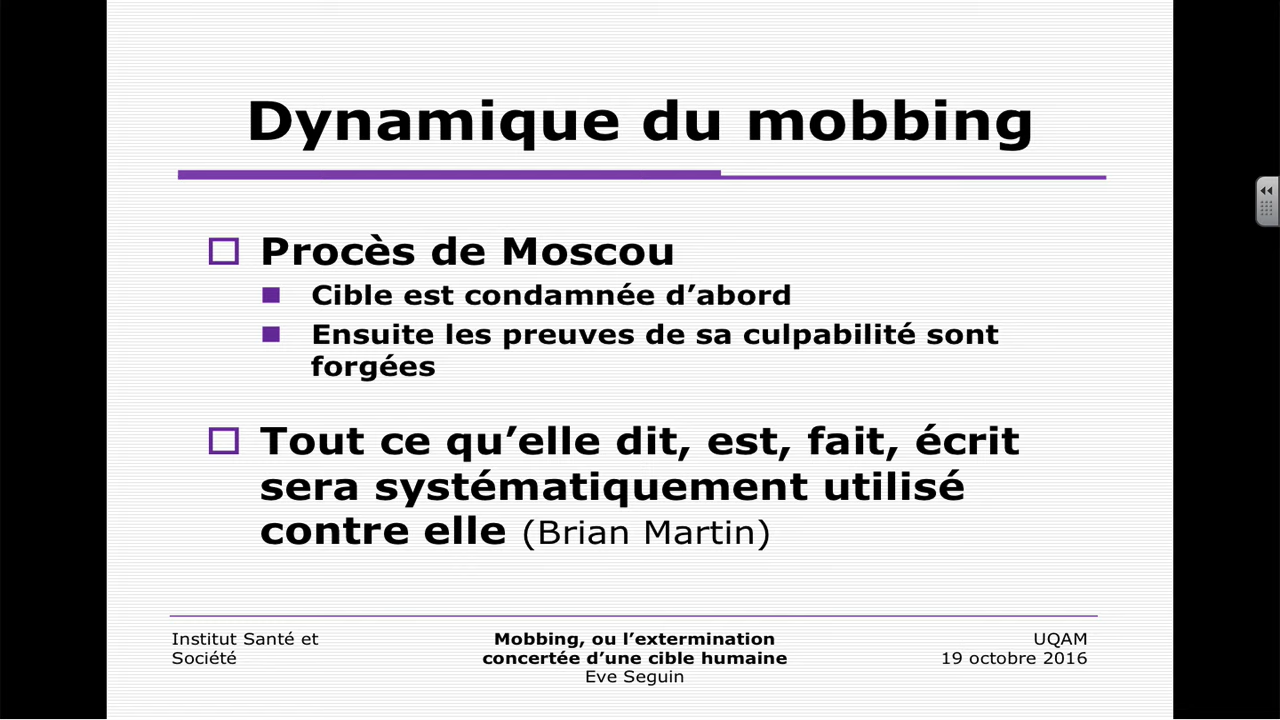 Dynamique du mobbing
Procès de Moscou
Cible est condamnée d’abord
Ensuite les preuves de sa culpabilité sont
forgées
Tout ce qu’elle dit, est, fait, écrit
sera systématiquement utilisé
contre elle (Brian Martin)
Institut Santé et
Société
Mobbing, ou l’extermination
concertée d’une cible humaine
Eve Seguin
UQAM
19 octobre 2016